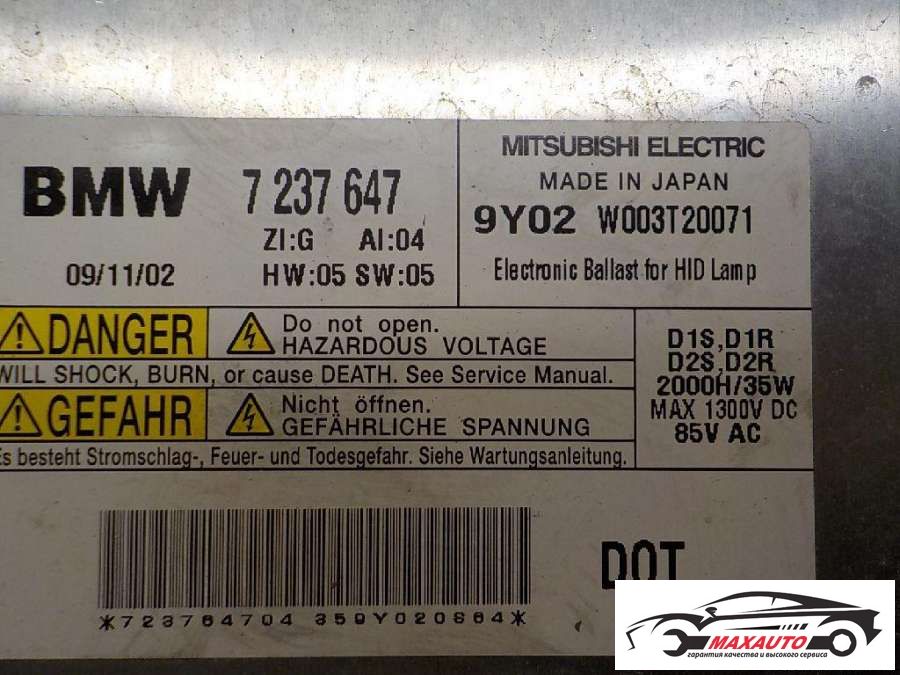 BMW 7 237 647
ZI:G AI:04
09/11/02 HW:05 SW:05
MITSUBISHI ELECTRIC
MADE IN JAPAN
9Y02 W003T20071
Electronic Ballast for HID Lamp
DANGER
Do not open.
HAZARDOUS VOLTAGE
WILL SHOCK, BURN, or cause DEATH. See Service Manual.
GEFAHR
Nicht öffnen.
GEFÄHRLICHE SPANNUNG
Es besteht Stromschlag-, Feuer- und Todesgefahr. Siehe Wartungsanleitung.
D1S,D1R
D2S,D2R
2000H/35W
MAX 1300V DC
85V AC
*723764704 359Y020S64*
DOT
MAXAUTO
гарантия качества и высокого сервиса